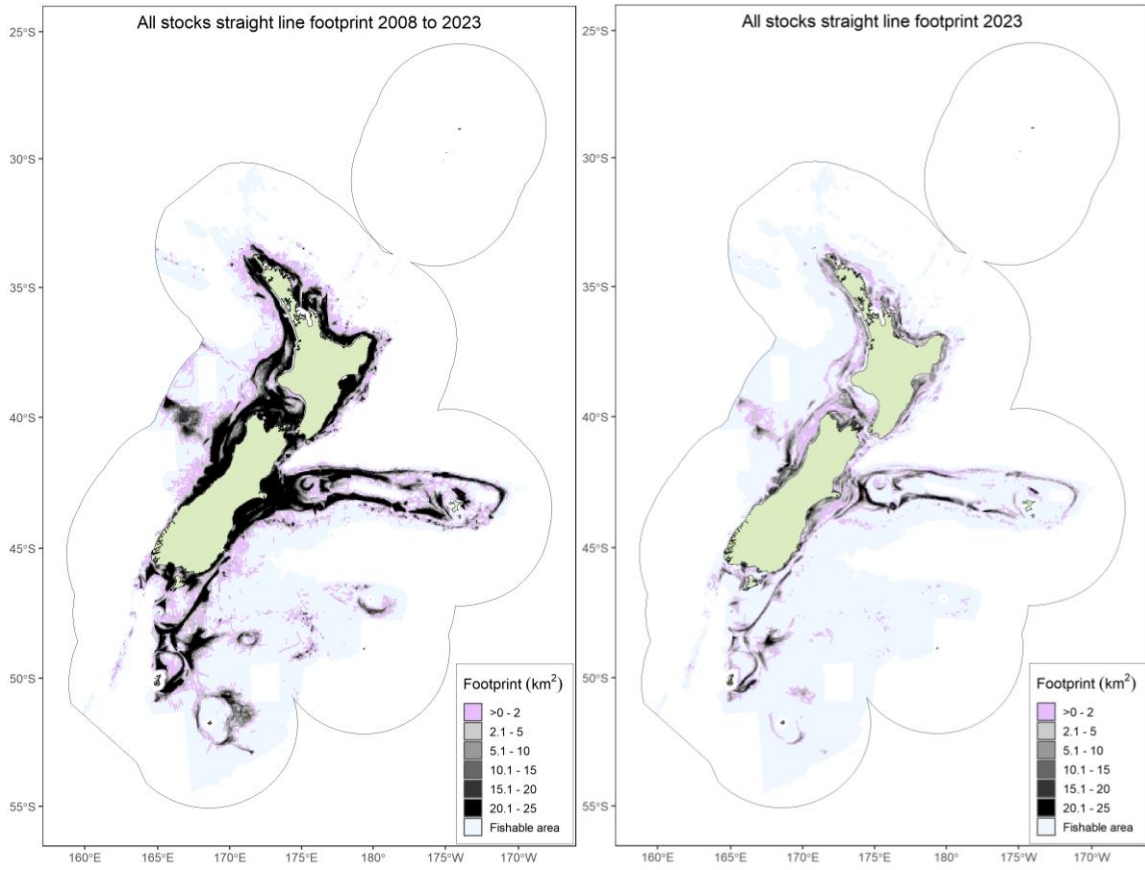 All stocks straight line footprint 2008 to 2023
25°S
30°S
35°S
40°S
45°S
50°S
55°S
160°E
165°E
170°E
175°E
180°
175°W
170°W
Footprint (km²)
>0 - 2
2.1 - 5
5.1 - 10
10.1 - 15
15.1 - 20
20.1 - 25
Fishable area
All stocks straight line footprint 2023
25°S
30°S
35°S
40°S
45°S
50°S
55°S
160°E
165°E
170°E
175°E
180°
175°W
170°W
Footprint (km²)
>0 - 2
2.1 - 5
5.1 - 10
10.1 - 15
15.1 - 20
20.1 - 25
Fishable area